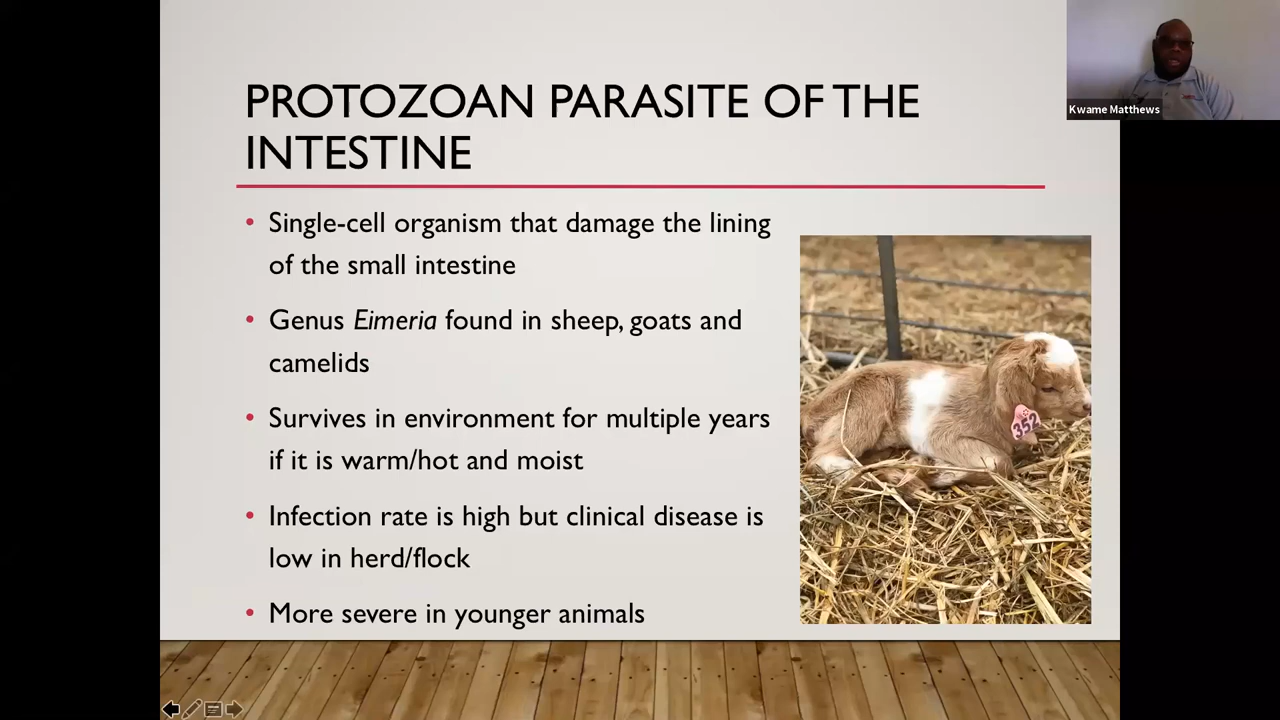 PROTOZOAN PARASITE OF THE
INTESTINE
• Single-cell organism that damage the lining
of the small intestine
• Genus Eimeria found in sheep, goats and
camelids
• Survives in environment for multiple years
if it is warm/hot and moist
• Infection rate is high but clinical disease is
low in herd/flock
• More severe in younger animals
352
Kwame Matthews